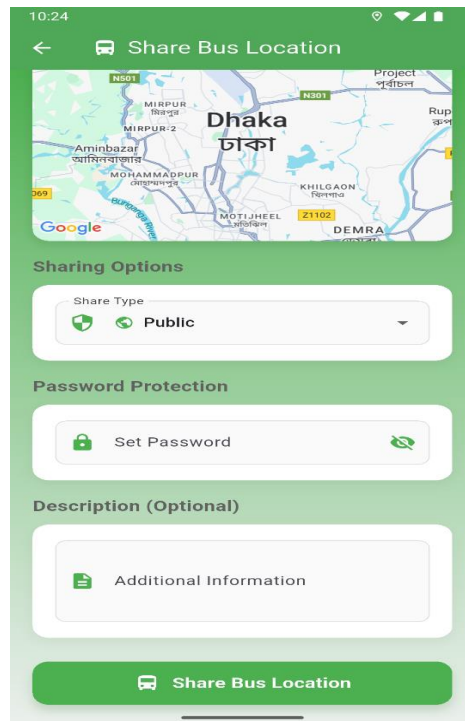 10:24
Share Bus Location
N501
Project
পূর্বাচল
MIRPUR
মিরপুর
N301
MIRPUR-2
Dhaka
ঢাকা
Aminbazar
আমিনবাজার
MOHAMMADPUR
মোহাম্মদপুর
KHILGAON
খিলগাঁও
Buriganga River
MOTIJHEEL
মতিঝিল
Z1102
DEMRA
Google
Sharing Options
Share Type
Public
Password Protection
Set Password
Description (Optional)
Additional Information
Share Bus Location